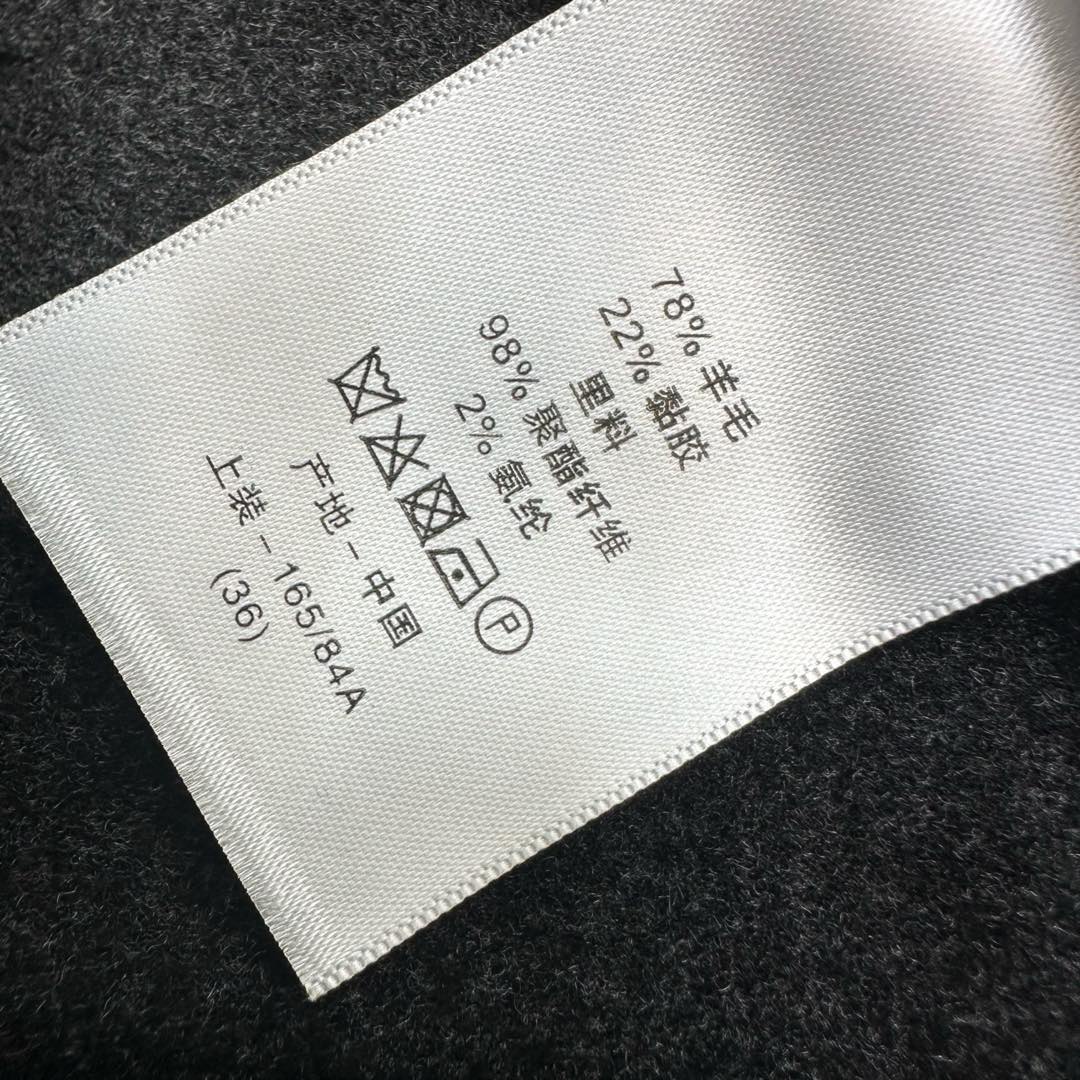 78% 羊毛
22% 黏胶
里料
98% 聚酯纤维
2% 氨纶
P
产地 - 中国
上装 - 165/84A
(36)